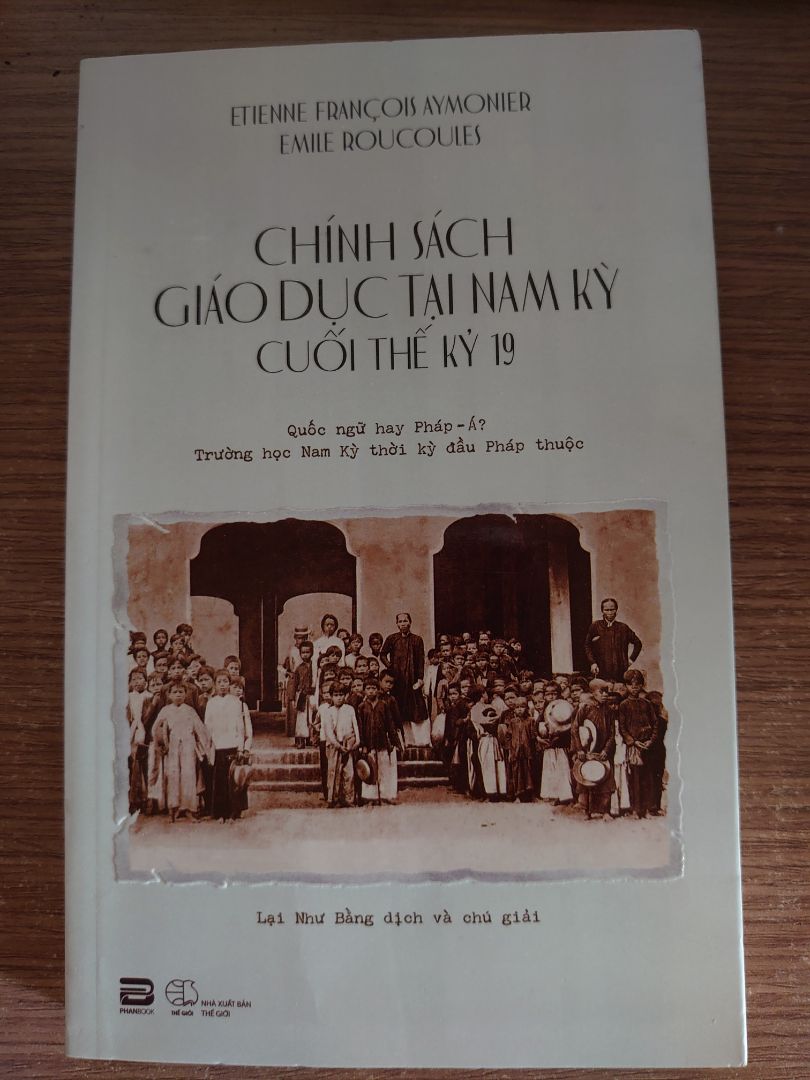 ETIENNE FRANÇOIS AYMONIER
EMILE ROUCOULES
CHÍNH SÁCH
GIÁO DỤC TẠI NAM KỲ
CUỐI THẾ KỶ 19
Quốc ngữ hay Pháp-Á?
Trường học Nam Kỳ thời kỳ đầu Pháp thuộc
Lại Như Bằng dịch và chú giải
PHANBOOK
THẾ GIỚI
NHÀ XUẤT BẢN
THẾ GIỚI